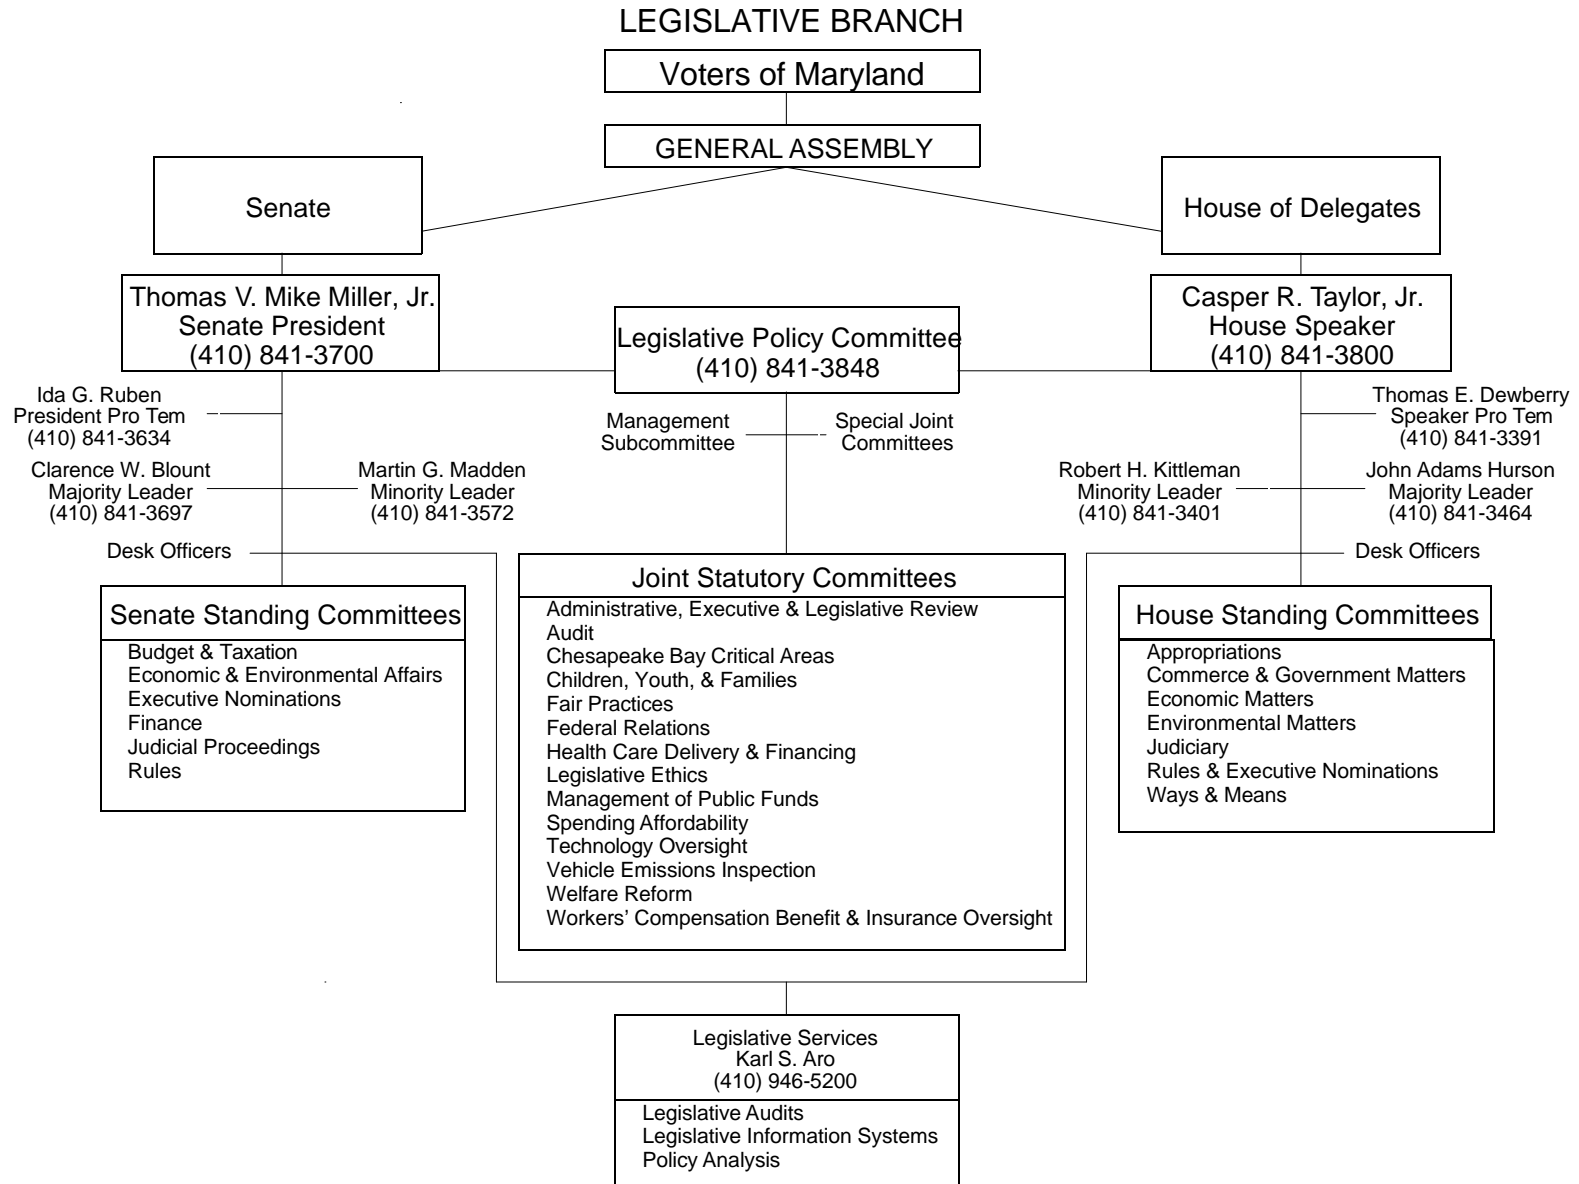 LEGISLATIVE BRANCH
Voters of Maryland
GENERAL ASSEMBLY
Senate
House of Delegates
Thomas V. Mike Miller, Jr.
Senate President
(410) 841-3700
Legislative Policy Committee
(410) 841-3848
Casper R. Taylor, Jr.
House Speaker
(410) 841-3800
Ida G. Ruben
President Pro Tem
(410) 841-3634
Clarence W. Blount
Majority Leader
(410) 841-3697
Martin G. Madden
Minority Leader
(410) 841-3572
Desk Officers
Management
Subcommittee
Special Joint
Committees
Thomas E. Dewberry
Speaker Pro Tem
(410) 841-3391
Robert H. Kittleman
Minority Leader
(410) 841-3401
John Adams Hurson
Majority Leader
(410) 841-3464
Desk Officers
Senate Standing Committees
Budget & Taxation
Economic & Environmental Affairs
Executive Nominations
Finance
Judicial Proceedings
Rules
Joint Statutory Committees
Administrative, Executive & Legislative Review
Audit
Chesapeake Bay Critical Areas
Children, Youth, & Families
Fair Practices
Federal Relations
Health Care Delivery & Financing
Legislative Ethics
Management of Public Funds
Spending Affordability
Technology Oversight
Vehicle Emissions Inspection
Welfare Reform
Workers’ Compensation Benefit & Insurance Oversight
House Standing Committees
Appropriations
Commerce & Government Matters
Economic Matters
Environmental Matters
Judiciary
Rules & Executive Nominations
Ways & Means
Legislative Services
Karl S. Aro
(410) 946-5200
Legislative Audits
Legislative Information Systems
Policy Analysis